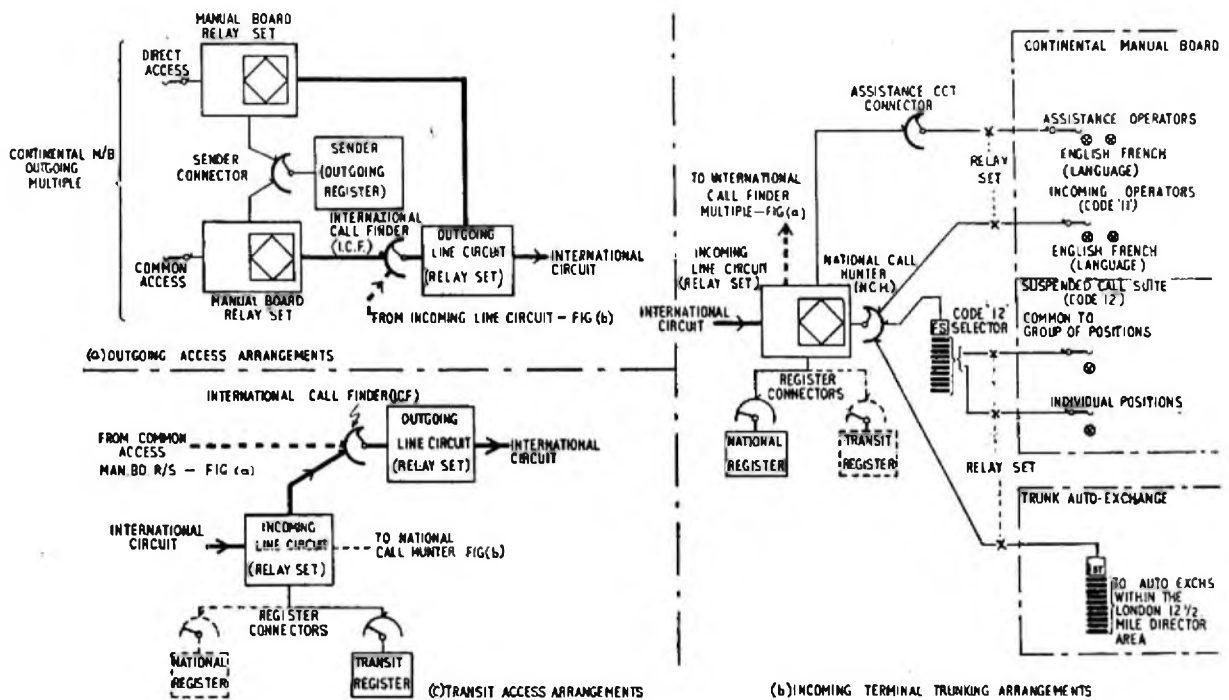 MANUAL BOARD
RELAY SET
DIRECT
ACCESS
CONTINENTAL M/B
OUTGOING
MULTIPLE
SENDER
CONNECTOR
SENDER
(OUTGOING
REGISTER)
INTERNATIONAL
CALL FINDER
(I.C.F.)
OUTGOING
LINE CIRCUIT
(RELAY SET)
INTERNATIONAL
CIRCUIT
COMMON
ACCESS
MANUAL BOARD
RELAY SET
FROM INCOMING LINE CIRCUIT - FIG (b)
(a) OUTGOING ACCESS ARRANGEMENTS
INTERNATIONAL CALL FINDER (I.C.F.)
OUTGOING
LINE CIRCUIT
(RELAY SET)
INTERNATIONAL
CIRCUIT
FROM COMMON
ACCESS
MAN. BD. R/S - FIG (a)
INTERNATIONAL
CIRCUIT
INCOMING
LINE CIRCUIT
(RELAY SET)
TO NATIONAL
CALL HUNTER FIG (b)
REGISTER
CONNECTORS
NATIONAL
REGISTER
TRANSIT
REGISTER
(C) TRANSIT ACCESS ARRANGEMENTS
CONTINENTAL MANUAL BOARD
ASSISTANCE CCT
CONNECTOR
ASSISTANCE OPERATORS
ENGLISH FRENCH
(LANGUAGE)
RELAY
SET
INCOMING OPERATORS
(CODE '11')
ENGLISH FRENCH
(LANGUAGE)
TO INTERNATIONAL
CALL FINDER
MULTIPLE - FIG (a)
INCOMING
LINE CIRCUIT
(RELAY SET)
NATIONAL CALL
HUNTER
(N.C.H.)
INTERNATIONAL
CIRCUIT
SUSPENDED CALL SUITE
(CODE '12')
CODE '12'
SELECTOR
FS
COMMON TO
GROUP OF POSITIONS
INDIVIDUAL POSITIONS
REGISTER
CONNECTORS
NATIONAL
REGISTER
TRANSIT
REGISTER
RELAY SET
TRUNK AUTO-EXCHANGE
1ST
TO AUTO EXCHS
WITHIN THE
LONDON 12 1/2
MILE DIRECTOR
AREA
(b) INCOMING TERMINAL TRUNKING ARRANGEMENTS